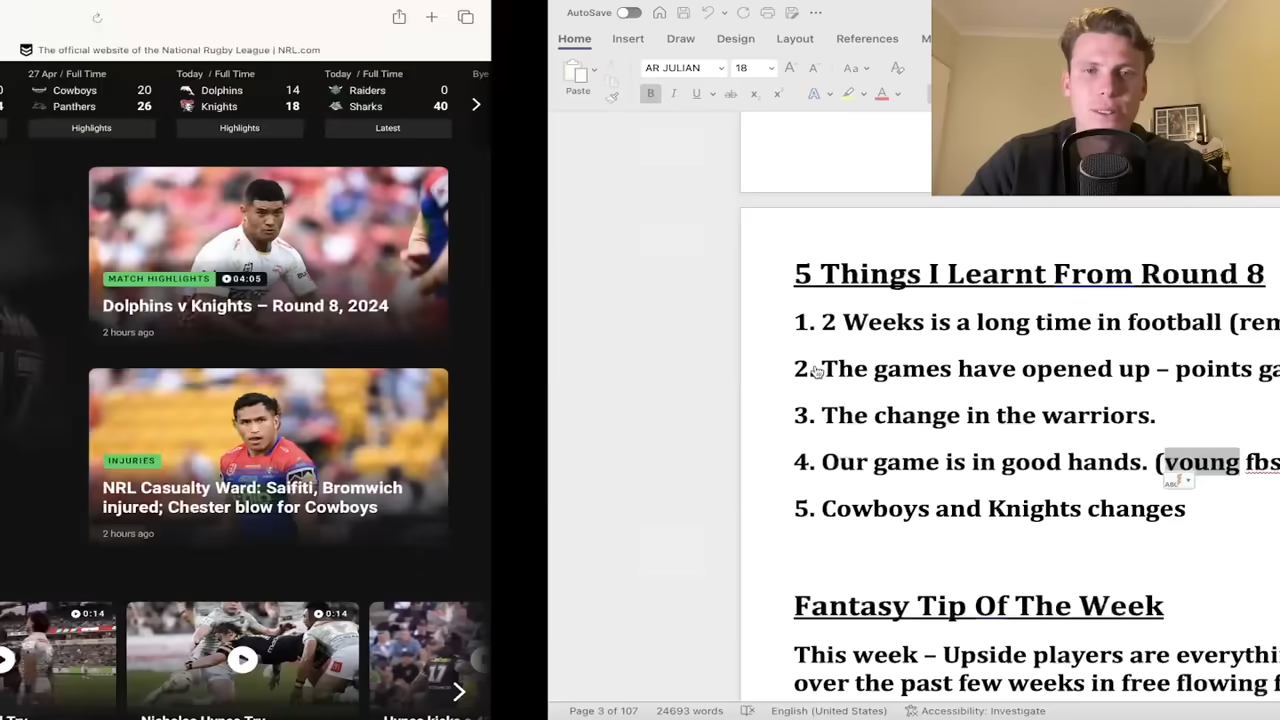 The official website of the National Rugby League | NRL.com
27 Apr / Full Time
Cowboys 20
Panthers 26
Highlights
Today / Full Time
Dolphins 14
Knights 18
Highlights
Today / Full Time
Raiders 0
Sharks 40
Latest
Bye
MATCH HIGHLIGHTS 04:05
Dolphins v Knights – Round 8, 2024
2 hours ago
INJURIES
NRL Casualty Ward: Saifiti, Bromwich
injured; Chester blow for Cowboys
2 hours ago
0:14
0:14
17
AutoSave
Home Insert Draw Design Layout References M
Paste
AR JULIAN 18
5 Things I Learnt From Round 8
1. 2 Weeks is a long time in football (rem
2. The games have opened up – points ga
3. The change in the warriors.
4. Our game is in good hands. (young fbs
5. Cowboys and Knights changes
Fantasy Tip Of The Week
This week – Upside players are everythi
over the past few weeks in free flowing f
Page 3 of 107 24693 words English (United States) Accessibility: Investigate